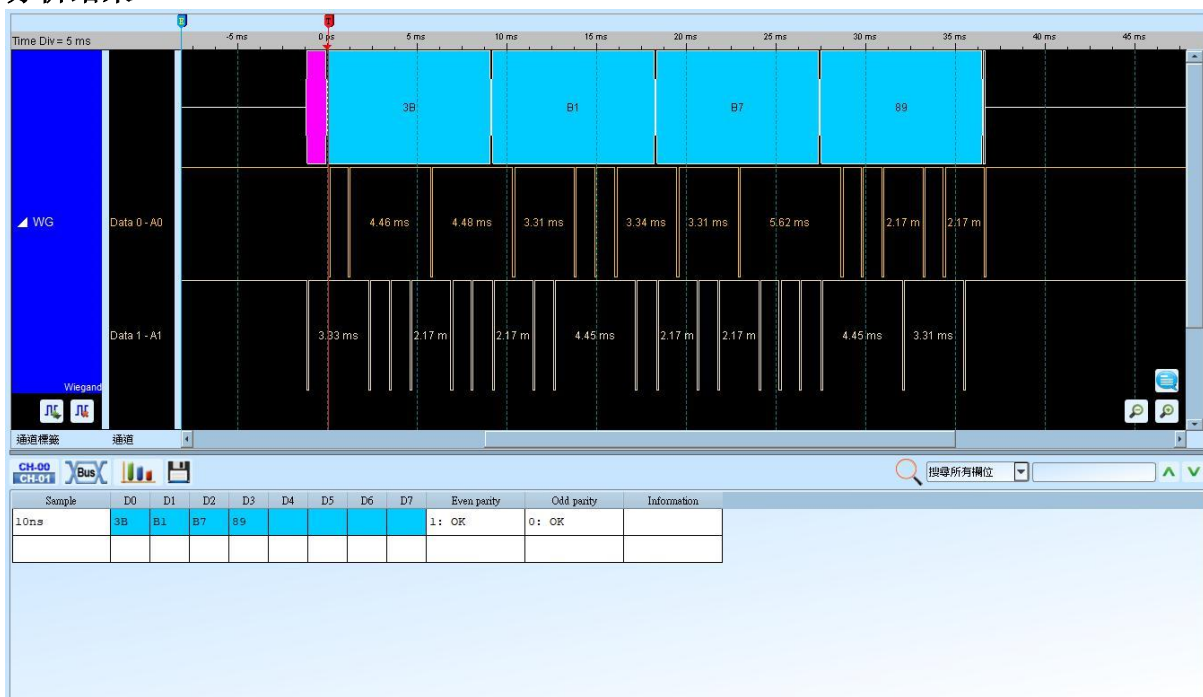 Time Div = 5 ms
-5 ms 0 ps 5 ms 10 ms 15 ms 20 ms 25 ms 30 ms 35 ms 40 ms 45 ms
T
3B B1 B7 89
WG
Data 0 - A0
4.46 ms 4.48 ms 3.31 ms 3.34 ms 3.31 ms 5.62 ms 2.17 m 2.17 m
Data 1 - A1
3.33 ms 2.17 m 2.17 m 4.45 ms 2.17 m 2.17 m 4.45 ms 3.31 ms
Wiegand
通道標籤 通道
CH-00
CH-01
Bus
搜尋所有欄位
Sample D0 D1 D2 D3 D4 D5 D6 D7 Even parity Odd parity Information
10ns 3B B1 B7 89 1: OK 0: OK